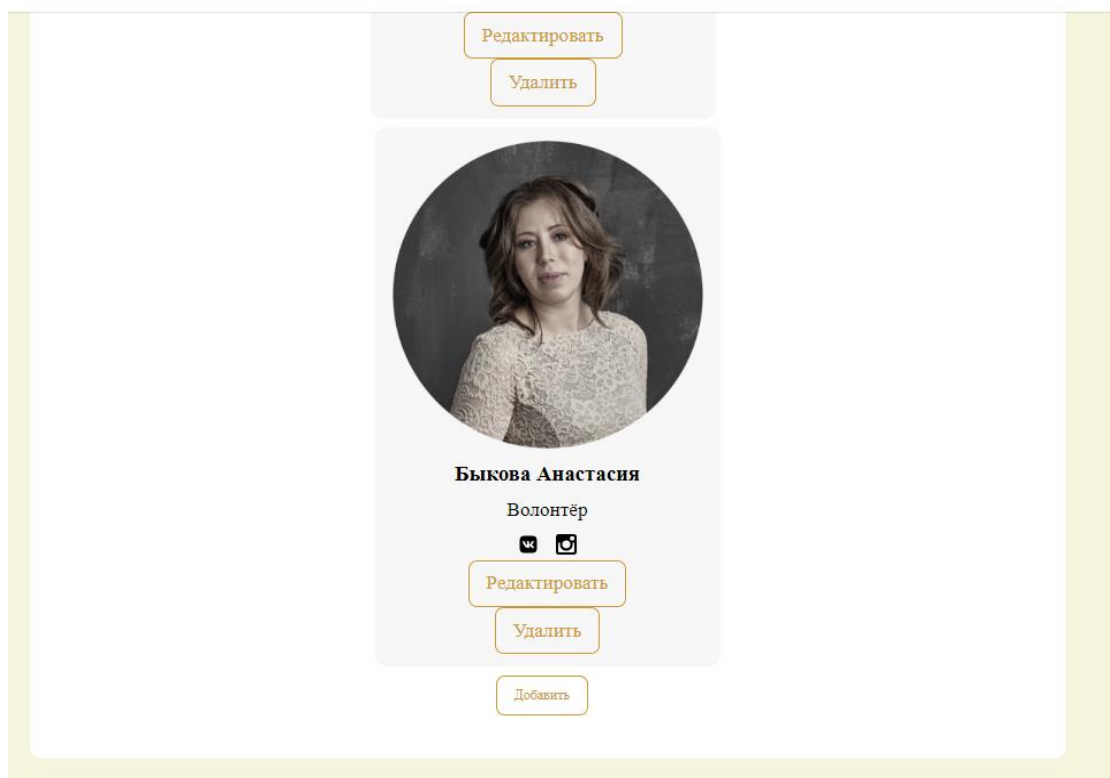 Редактировать
Удалить
Быкова Анастасия
Волонтёр
Редактировать
Удалить
Добавить